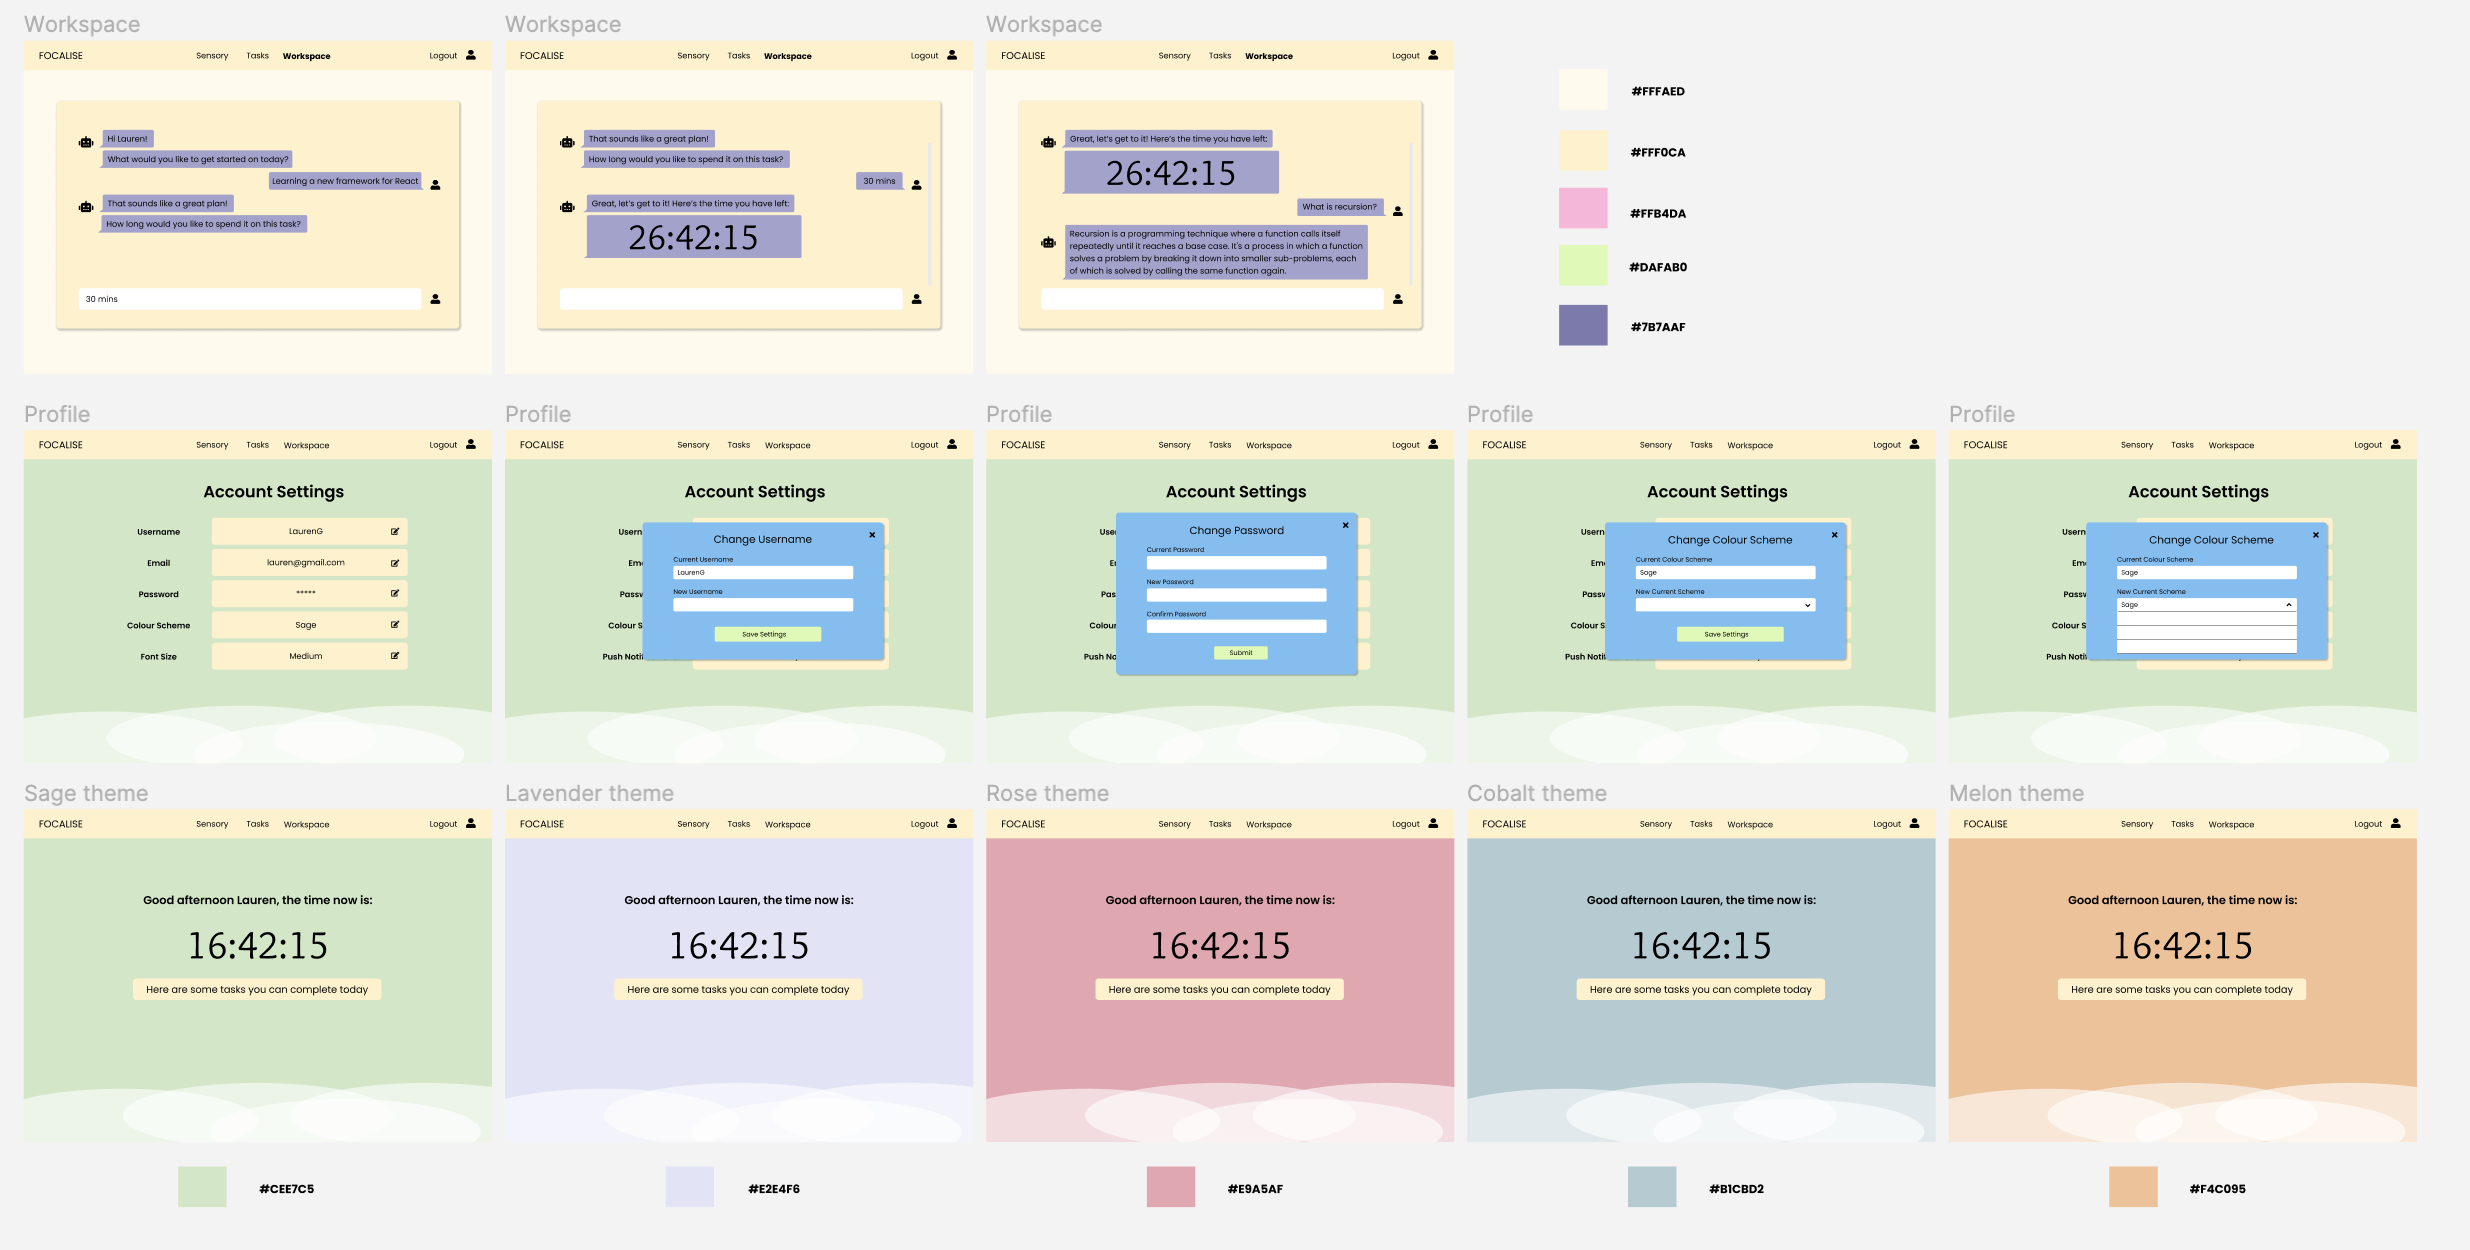 Workspace
FOCALISE Sensory Tasks Workspace Logout
Hi Lauren!
What would you like to get started on today?
Learning a new framework for React
That sounds like a great plan!
How long would you like to spend it on this task?
30 mins
Workspace
FOCALISE Sensory Tasks Workspace Logout
That sounds like a great plan!
How long would you like to spend it on this task?
30 mins
Great, let's get to it! Here's the time you have left:
26:42:15
Workspace
FOCALISE Sensory Tasks Workspace Logout
Great, let's get to it! Here's the time you have left:
26:42:15
What is recursion?
Recursion is a programming technique where a function calls itself
repeatedly until it reaches a base case. It's a process in which a function
solves a problem by breaking it down into smaller sub-problems, each
of which is solved by calling the same function again.
#FFFAED
#FFF0CA
#FFB4DA
#DAFAB0
#7B7AAF
Profile
FOCALISE Sensory Tasks Workspace Logout
Account Settings
Username LaurenG
Email lauren@gmail.com
Password *****
Colour Scheme Sage
Font Size Medium
Profile
FOCALISE Sensory Tasks Workspace Logout
Account Settings
Usern
Em
Passw
Colour S
Push Noti
Change Username
Current Username
LaurenG
New Username
Save Settings
Profile
FOCALISE Sensory Tasks Workspace Logout
Account Settings
User
Er
Pas
Colour
Push No
Change Password
Current Password
New Password
Confirm Password
Submit
Profile
FOCALISE Sensory Tasks Workspace Logout
Account Settings
Usern
Em
Passw
Colour S
Push Noti
Change Colour Scheme
Current Colour Scheme
Sage
New Current Scheme
Save Settings
Profile
FOCALISE Sensory Tasks Workspace Logout
Account Settings
Usern
Em
Passw
Colour S
Push Noti
Change Colour Scheme
Current Colour Scheme
Sage
New Current Scheme
Sage
Sage theme
FOCALISE Sensory Tasks Workspace Logout
Good afternoon Lauren, the time now is:
16:42:15
Here are some tasks you can complete today
#CEE7C5
Lavender theme
FOCALISE Sensory Tasks Workspace Logout
Good afternoon Lauren, the time now is:
16:42:15
Here are some tasks you can complete today
#E2E4F6
Rose theme
FOCALISE Sensory Tasks Workspace Logout
Good afternoon Lauren, the time now is:
16:42:15
Here are some tasks you can complete today
#E9A5AF
Cobalt theme
FOCALISE Sensory Tasks Workspace Logout
Good afternoon Lauren, the time now is:
16:42:15
Here are some tasks you can complete today
#B1CBD2
Melon theme
FOCALISE Sensory Tasks Workspace Logout
Good afternoon Lauren, the time now is:
16:42:15
Here are some tasks you can complete today
#F4C095